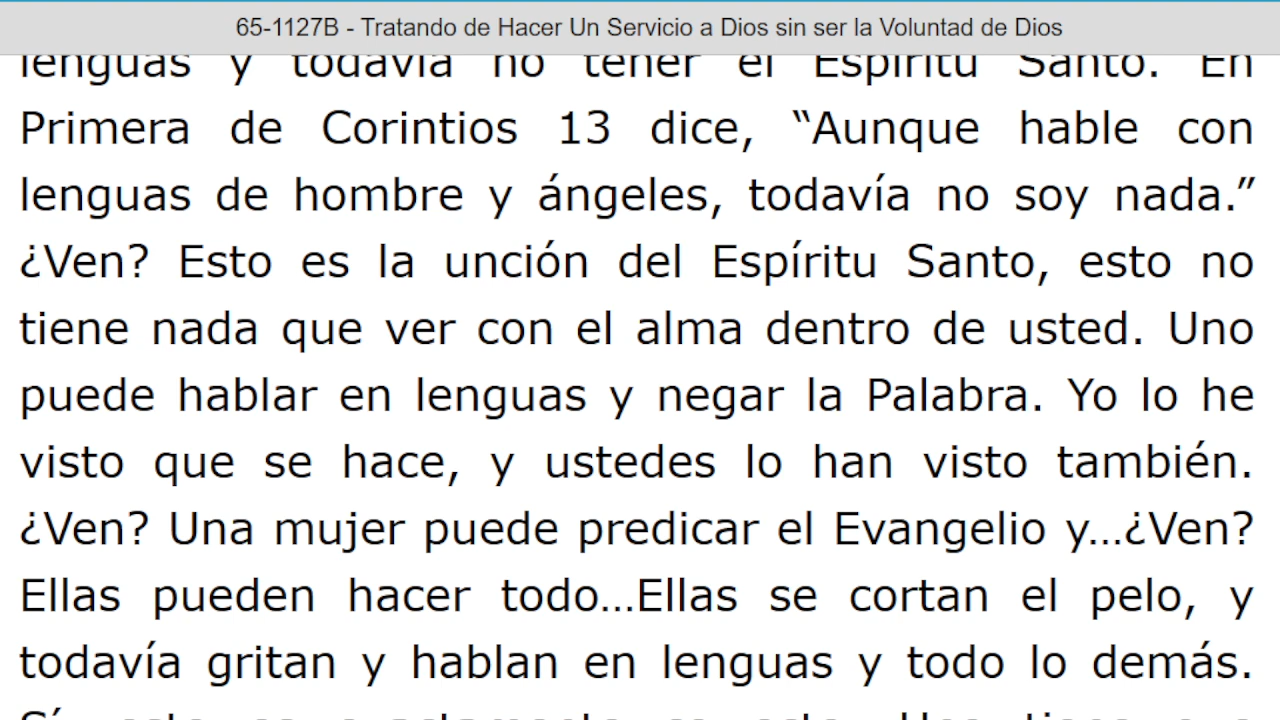 65-1127B - Tratando de Hacer Un Servicio a Dios sin ser la Voluntad de Dios
lenguas y todavía no tener el Espíritu Santo. En
Primera de Corintios 13 dice, “Aunque hable con
lenguas de hombre y ángeles, todavía no soy nada.”
¿Ven? Esto es la unción del Espíritu Santo, esto no
tiene nada que ver con el alma dentro de usted. Uno
puede hablar en lenguas y negar la Palabra. Yo lo he
visto que se hace, y ustedes lo han visto también.
¿Ven? Una mujer puede predicar el Evangelio y...¿Ven?
Ellas pueden hacer todo...Ellas se cortan el pelo, y
todavía gritan y hablan en lenguas y todo lo demás.